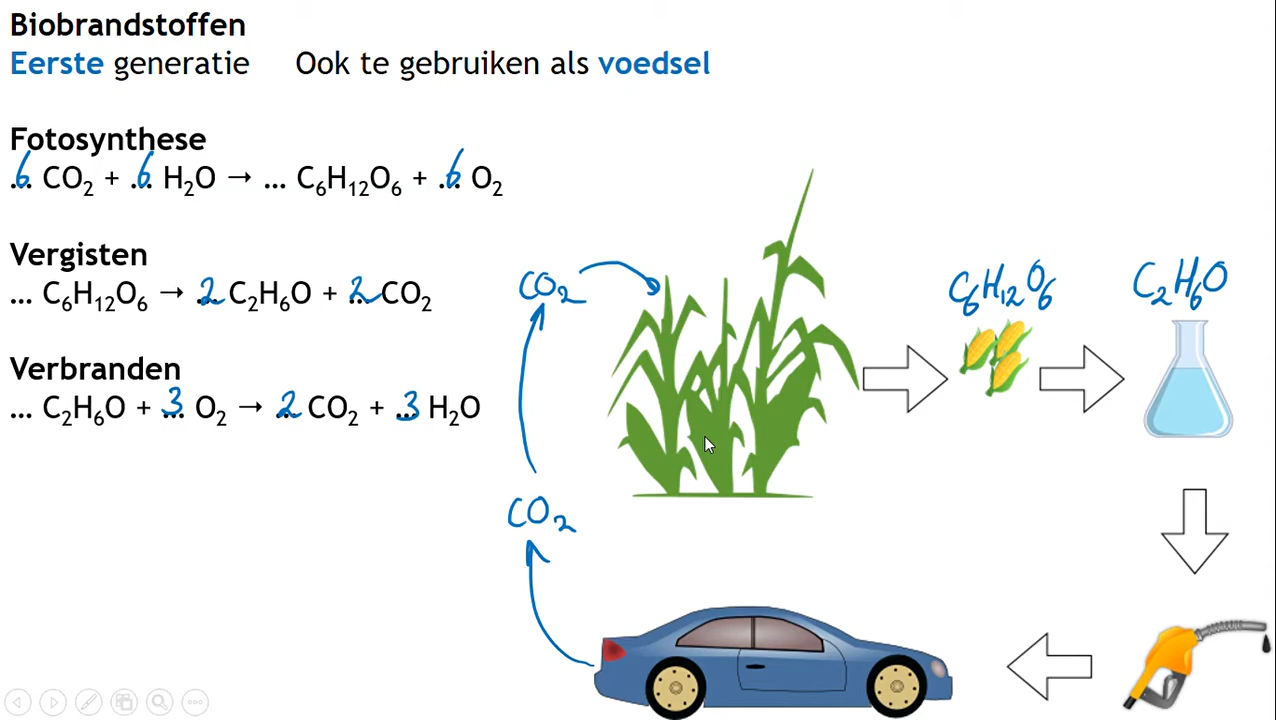 Biobrandstoffen
Eerste generatie Ook te gebruiken als voedsel
Fotosynthese
6 CO₂ + 6 H₂O → ... C₆H₁₂O₆ + 6 O₂
Vergisten
... C₆H₁₂O₆ → 2 C₂H₆O + 2 CO₂
Verbranden
... C₂H₆O + 3 O₂ → 2 CO₂ + 3 H₂O
CO₂
C₆H₁₂O₆
C₂H₆O
CO₂